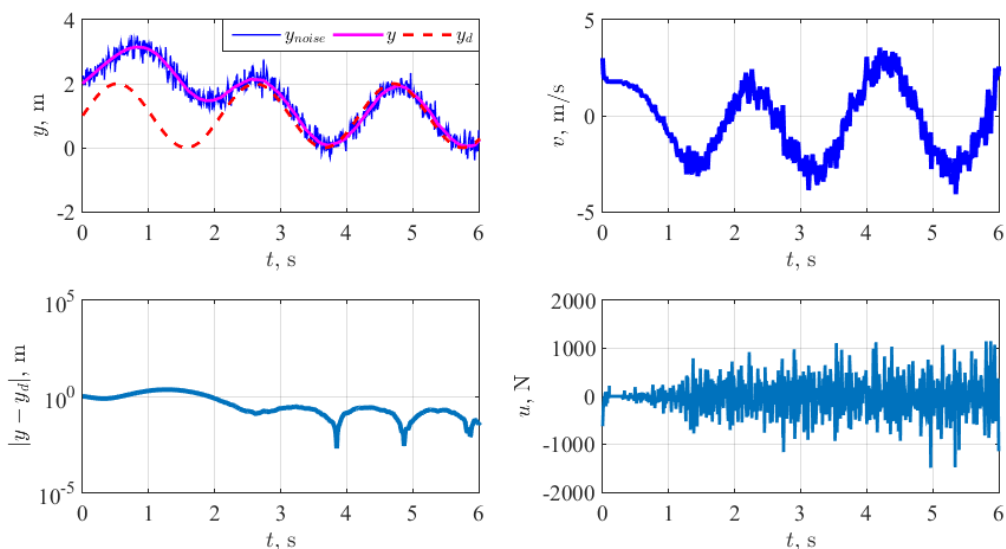 y_noise y y_d
4
2
0
-2
y, m
0 1 2 3 4 5 6
t, s
5
0
-5
v, m/s
0 1 2 3 4 5 6
t, s
10^5
10^0
10^-5
|y − y_d|, m
0 1 2 3 4 5 6
t, s
2000
1000
0
-1000
-2000
u, N
0 1 2 3 4 5 6
t, s